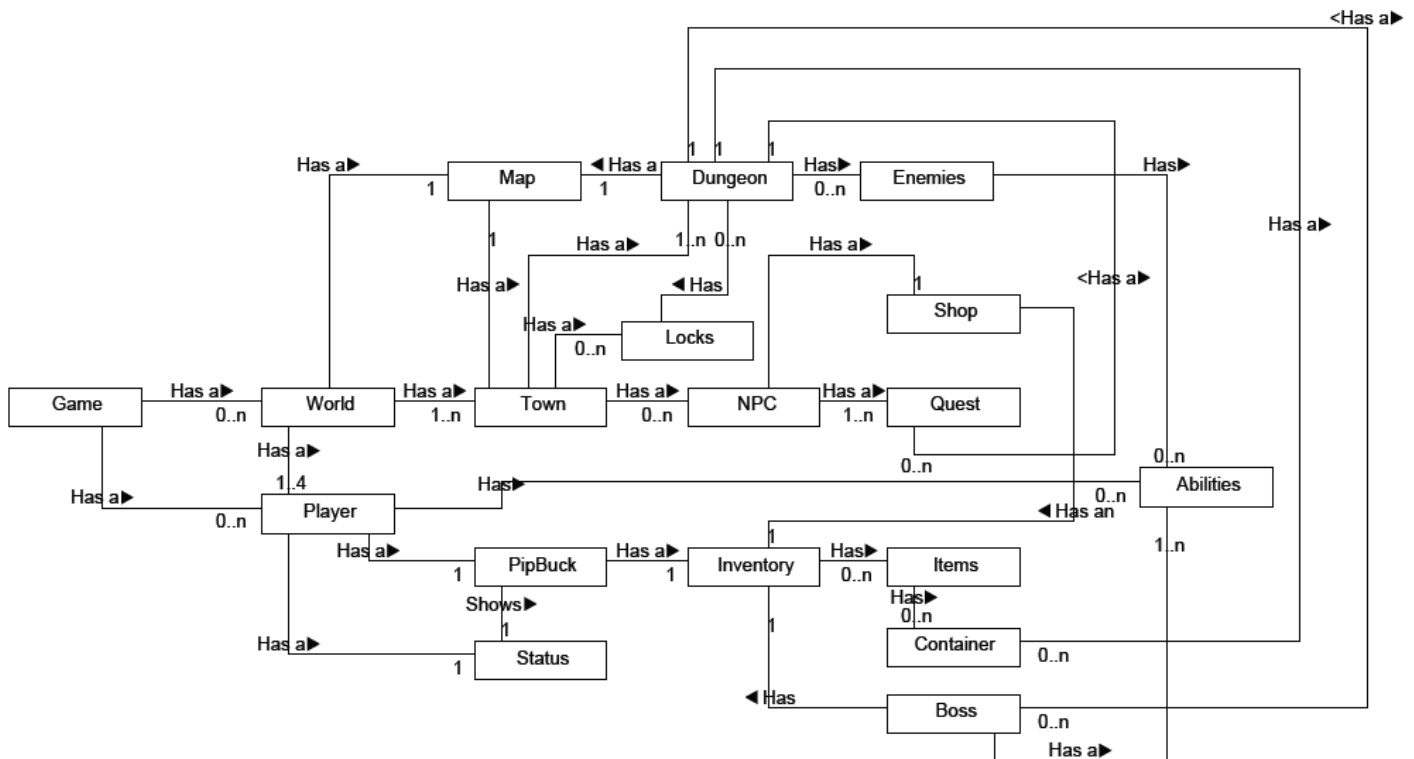 <Has a▶
Has a▶
◀ Has a
Has▶
Has▶
1
1
1
Map
Dungeon
Enemies
1
1
0..n
Has a▶
1
Has a▶
1..n
0..n
Has a▶
Has a▶
◀ Has
1
<Has a▶
Shop
Has a▶
Locks
0..n
Has a▶
Has a▶
Has a▶
Has a▶
Game
World
Town
NPC
Quest
0..n
1..n
0..n
1..n
Has a▶
0..n
0..n
1..4
Has▶
Abilities
Has a▶
0..n
Player
0..n
◀ Has an
1
1..n
Has a▶
Has a▶
Has▶
PipBuck
Inventory
Items
1
1
0..n
Shows▶
Has▶
0..n
1
1
Has a▶
Status
Container
1
0..n
◀ Has
Boss
0..n
Has a▶